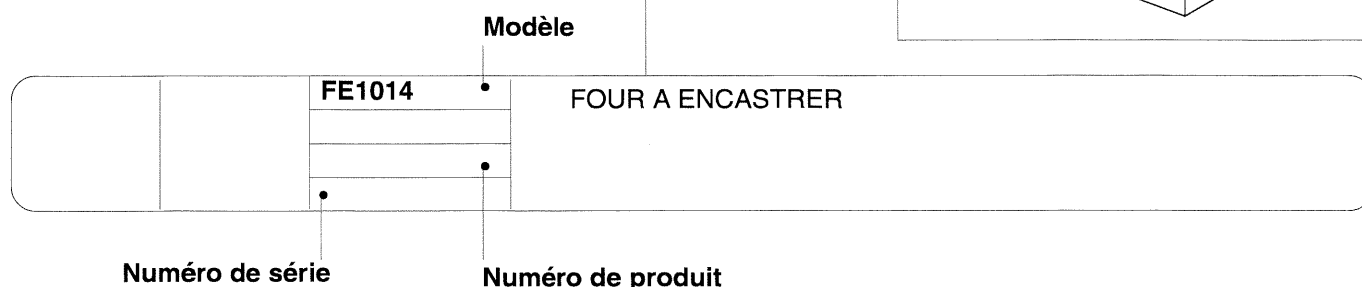 Modèle
FE1014
FOUR A ENCASTRER
Numéro de série
Numéro de produit